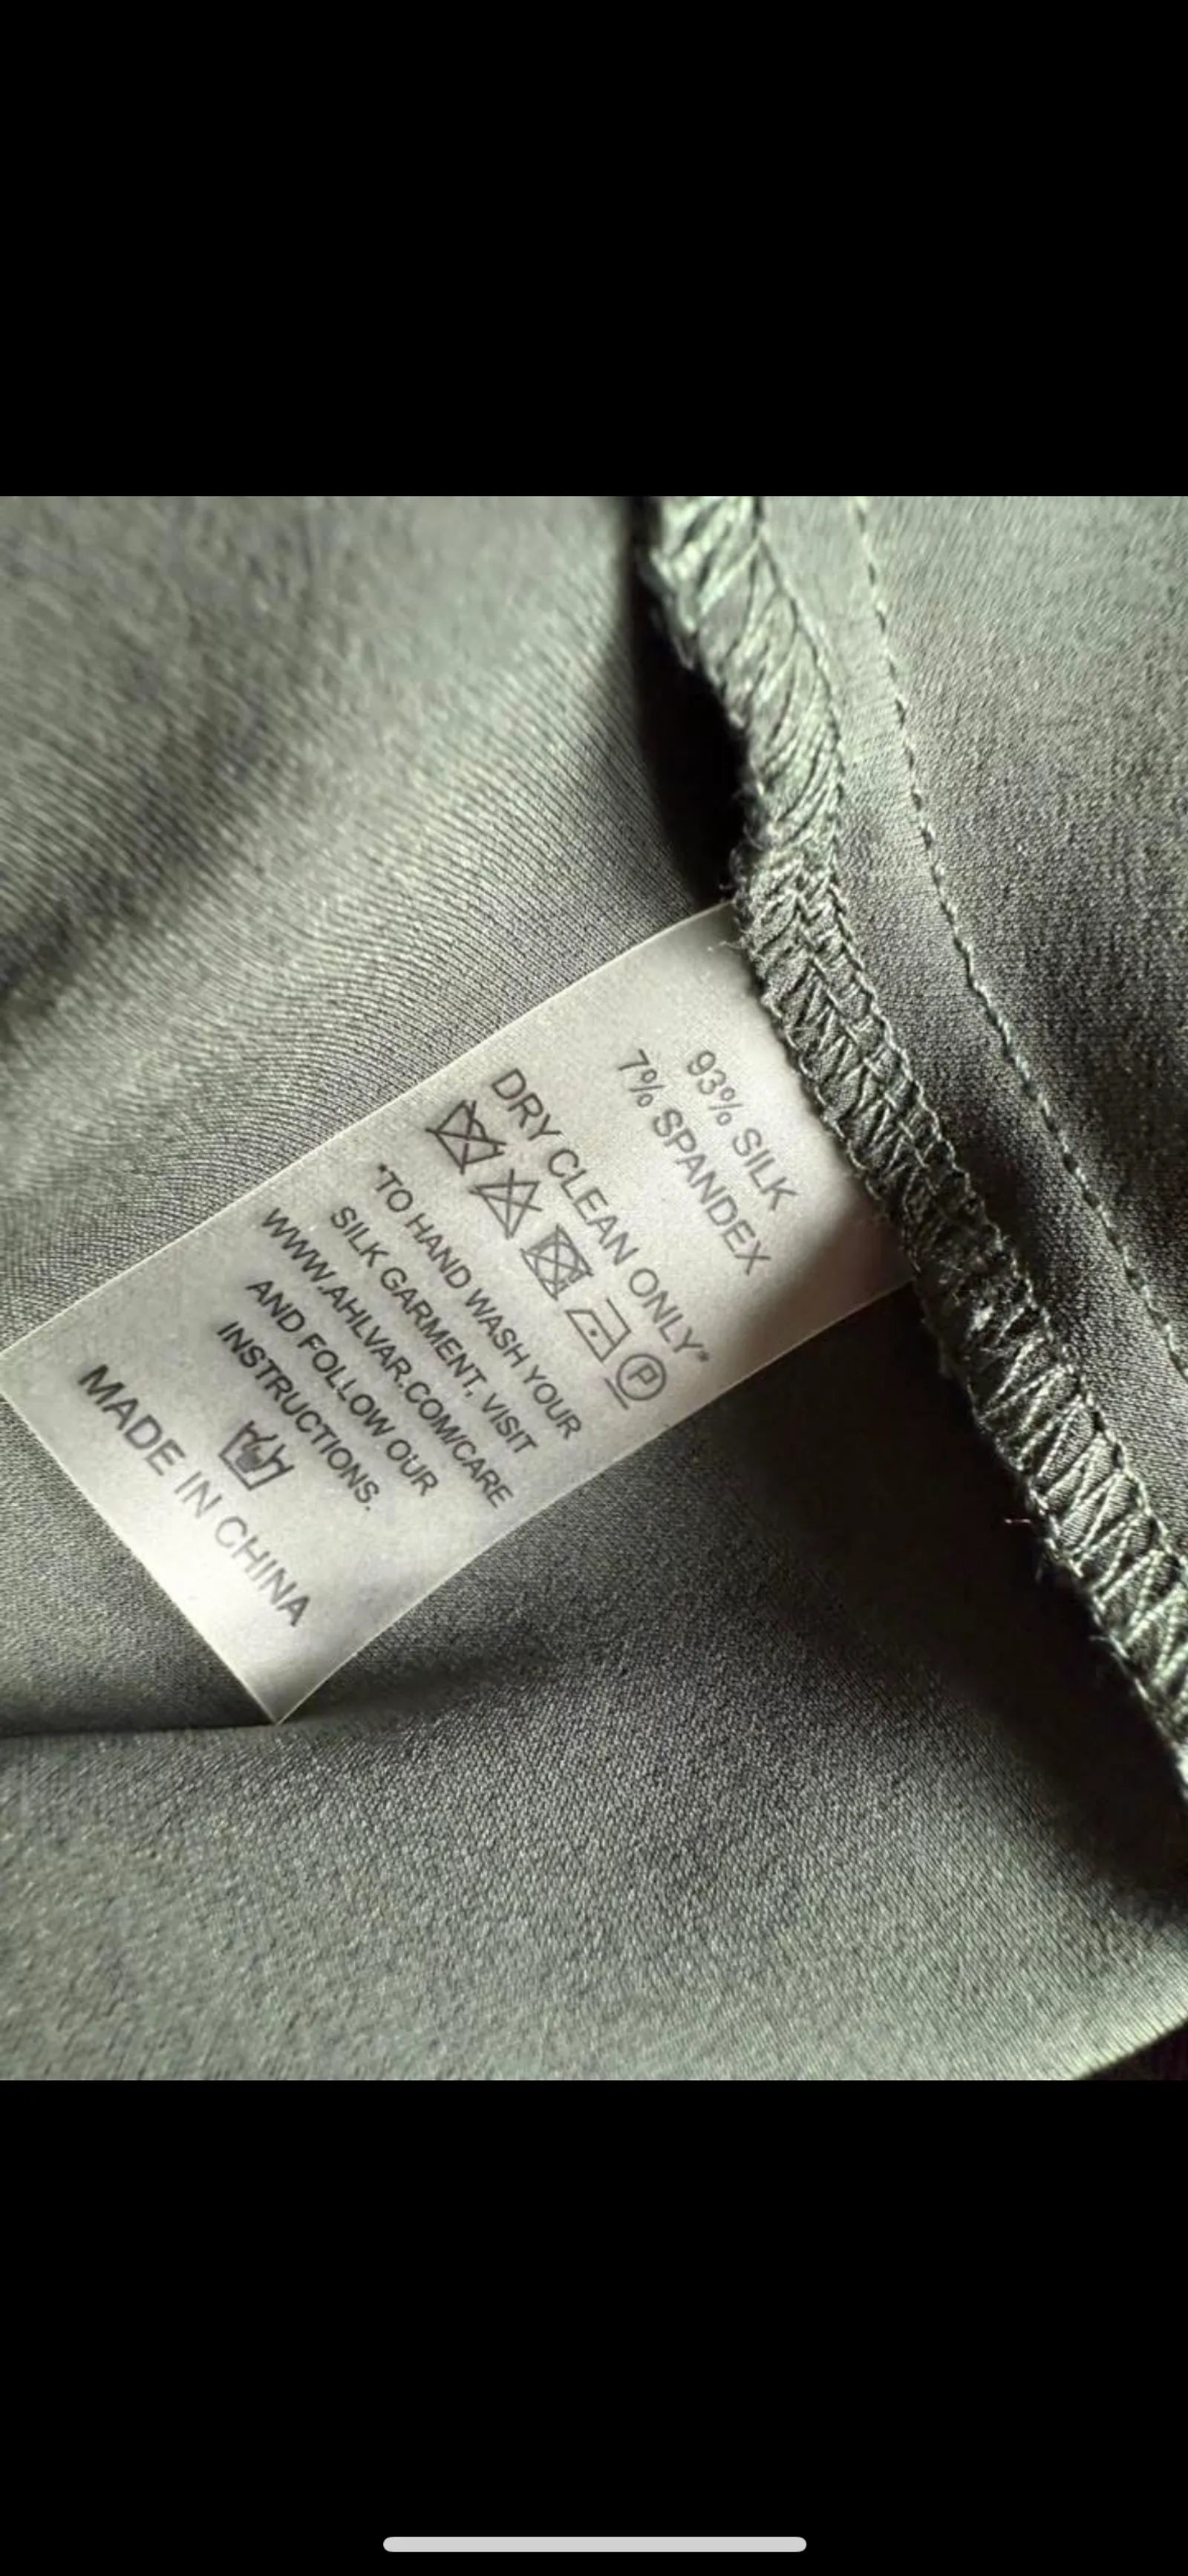 93% SILK
7% SPANDEX
DRY CLEAN ONLY*
P
*TO HAND WASH YOUR
SILK GARMENT, VISIT
WWW.AHLVAR.COM/CARE
AND FOLLOW OUR
INSTRUCTIONS.
MADE IN CHINA